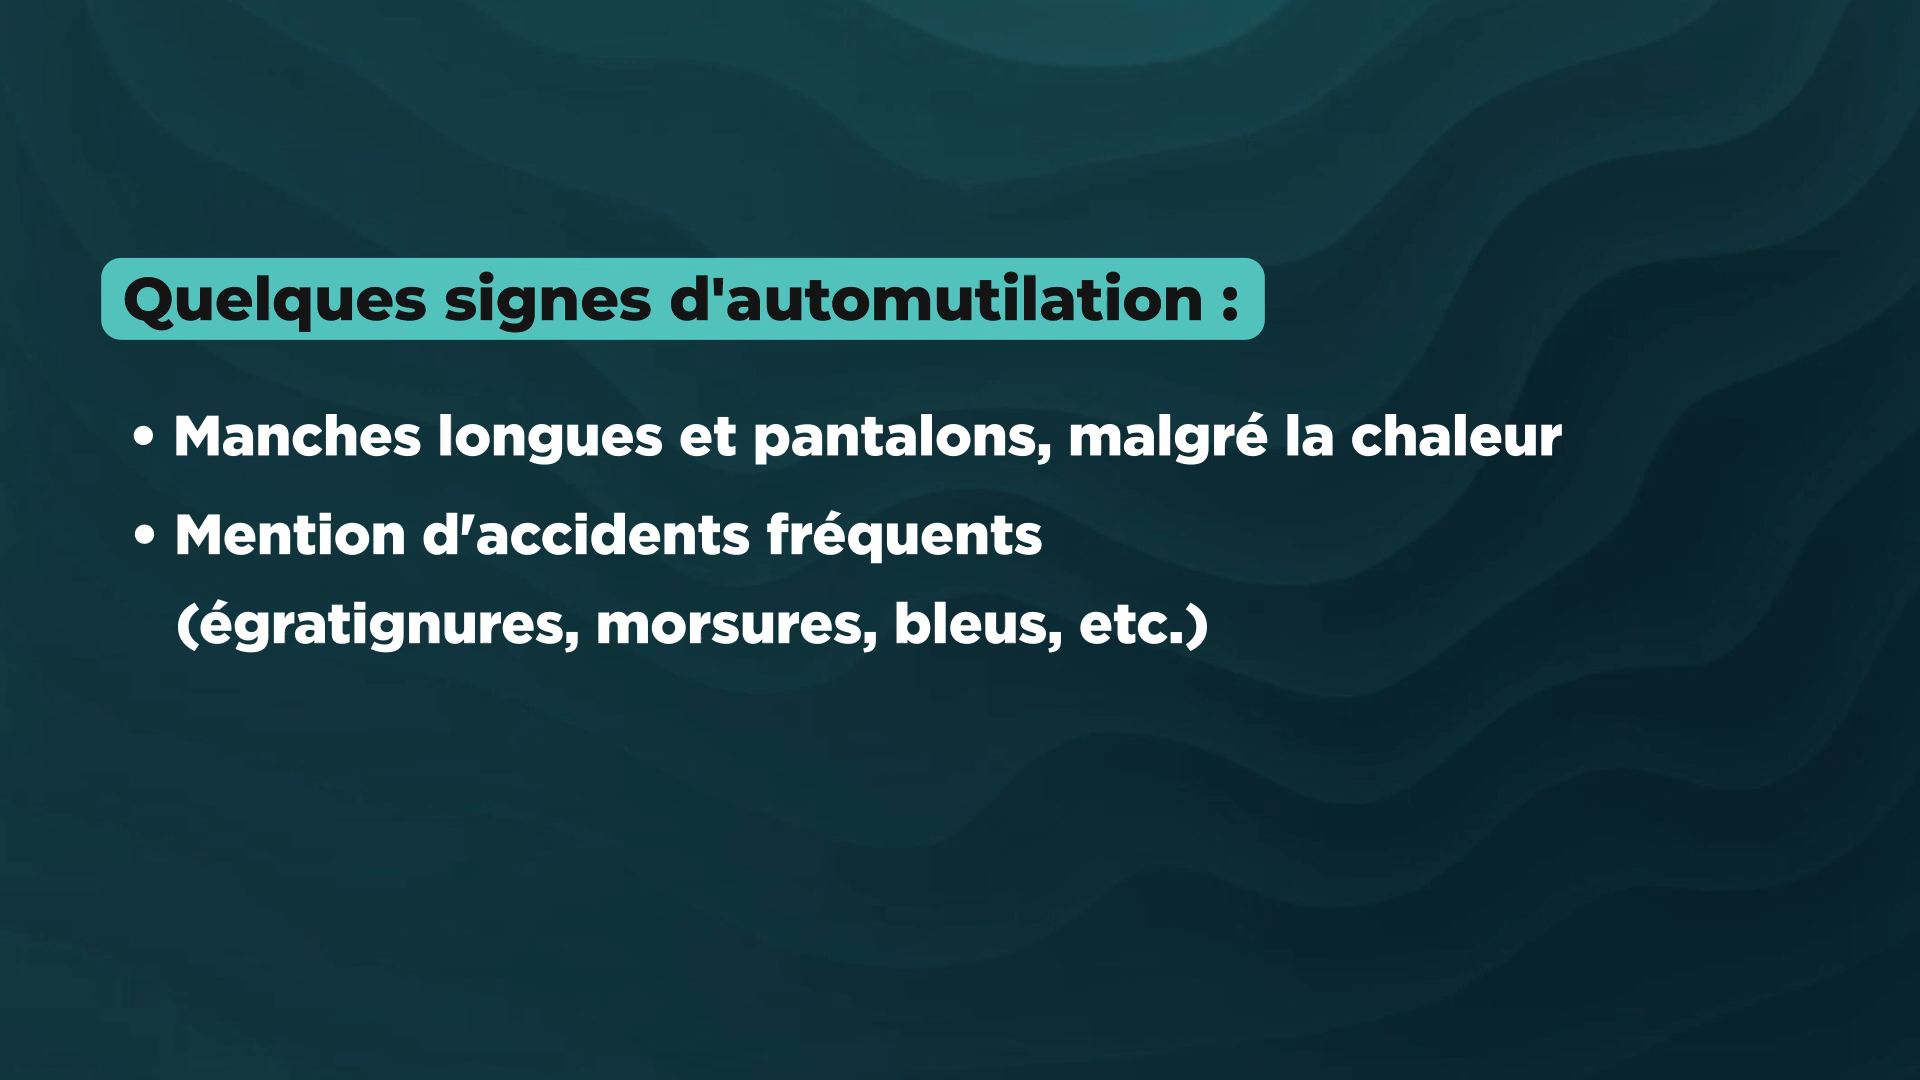 Quelques signes d'automutilation :
• Manches longues et pantalons, malgré la chaleur
• Mention d'accidents fréquents
(égratignures, morsures, bleus, etc.)